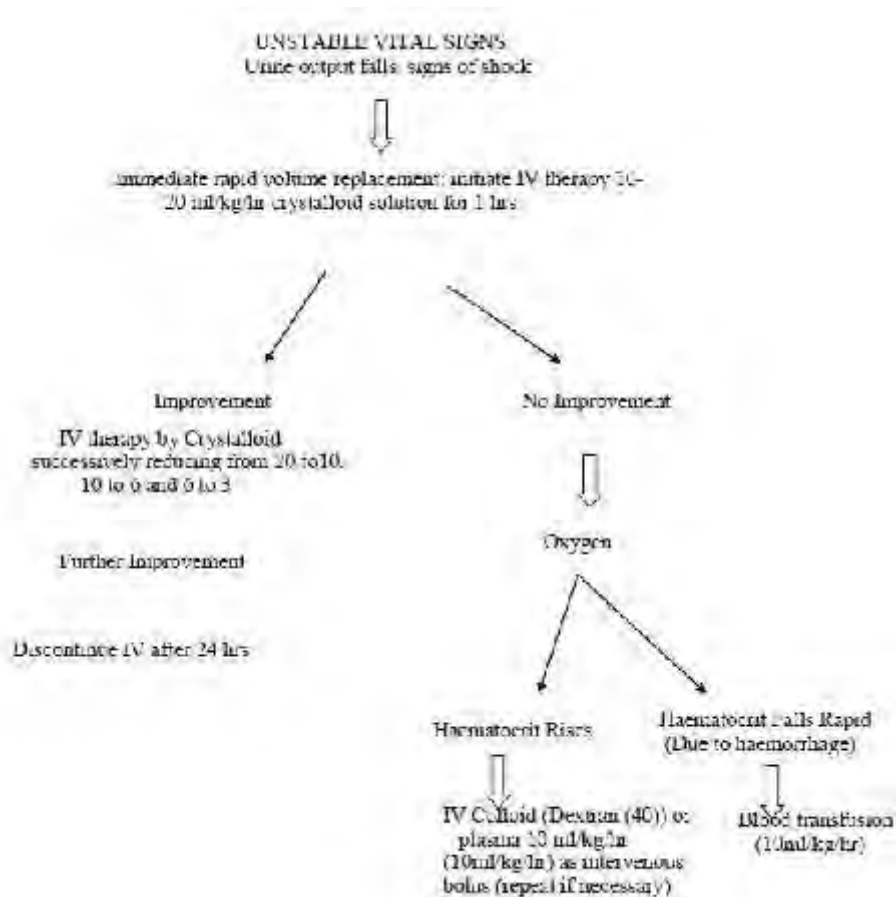 UNSTABLE VITAL SIGNS
Urine output falls, signs of shock
Immediate rapid volume replacement: initiate IV therapy 10-
20 ml/kg/hr crystalloid solution for 1 hrs
Improvement
IV therapy by Crystalloid
successively reducing from 20 to10,
10 to 6 and 6 to 3
Further Improvement
Discontinue IV after 24 hrs
No Improvement
Oxygen
Haematocrit Rises
IV Colloid (Dextran (40)) or
plasma 10 ml/kg/hr
(10ml/kg/hr) as intervenous
bolus (repeat if necessary)
Haematocrit Falls Rapid
(Due to haemorrhage)
Blood transfusion
(10ml/kg/hr)